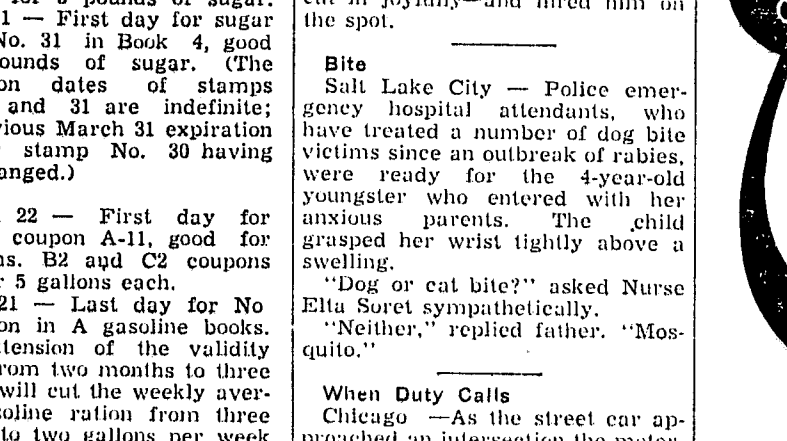 1 — First day for sugar
No. 31 in Book 4, good
ounds of sugar. (The
on dates of stamps
and 31 are indefinite;
vious March 31 expiration
stamp No. 30 having
anged.)
22 — First day for
coupon A-11, good for
ns. B2 and C2 coupons
r 5 gallons each.
21 — Last day for No
on in A gasoline books.
tension of the validity
rom two months to three
will cut the weekly aver-
soline ration from three
to two gallons per week
the spot.
Bite
Salt Lake City — Police emer-
gency hospital attendants, who
have treated a number of dog bite
victims since an outbreak of rabies,
were ready for the 4-year-old
youngster who entered with her
anxious parents. The child
grasped her wrist tightly above a
swelling.
"Dog or cat bite?" asked Nurse
Elta Soret sympathetically.
"Neither," replied father. "Mos-
quito."
When Duty Calls
Chicago —As the street car ap-
proached an intersection the motor-